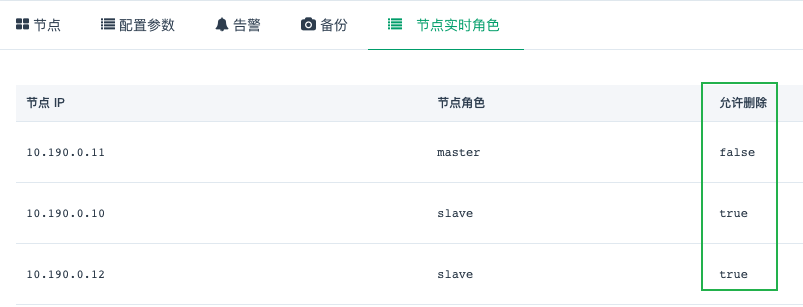 节点 配置参数 告警 备份 节点实时角色
节点 IP 节点角色 允许删除
10.190.0.11 master false
10.190.0.10 slave true
10.190.0.12 slave true